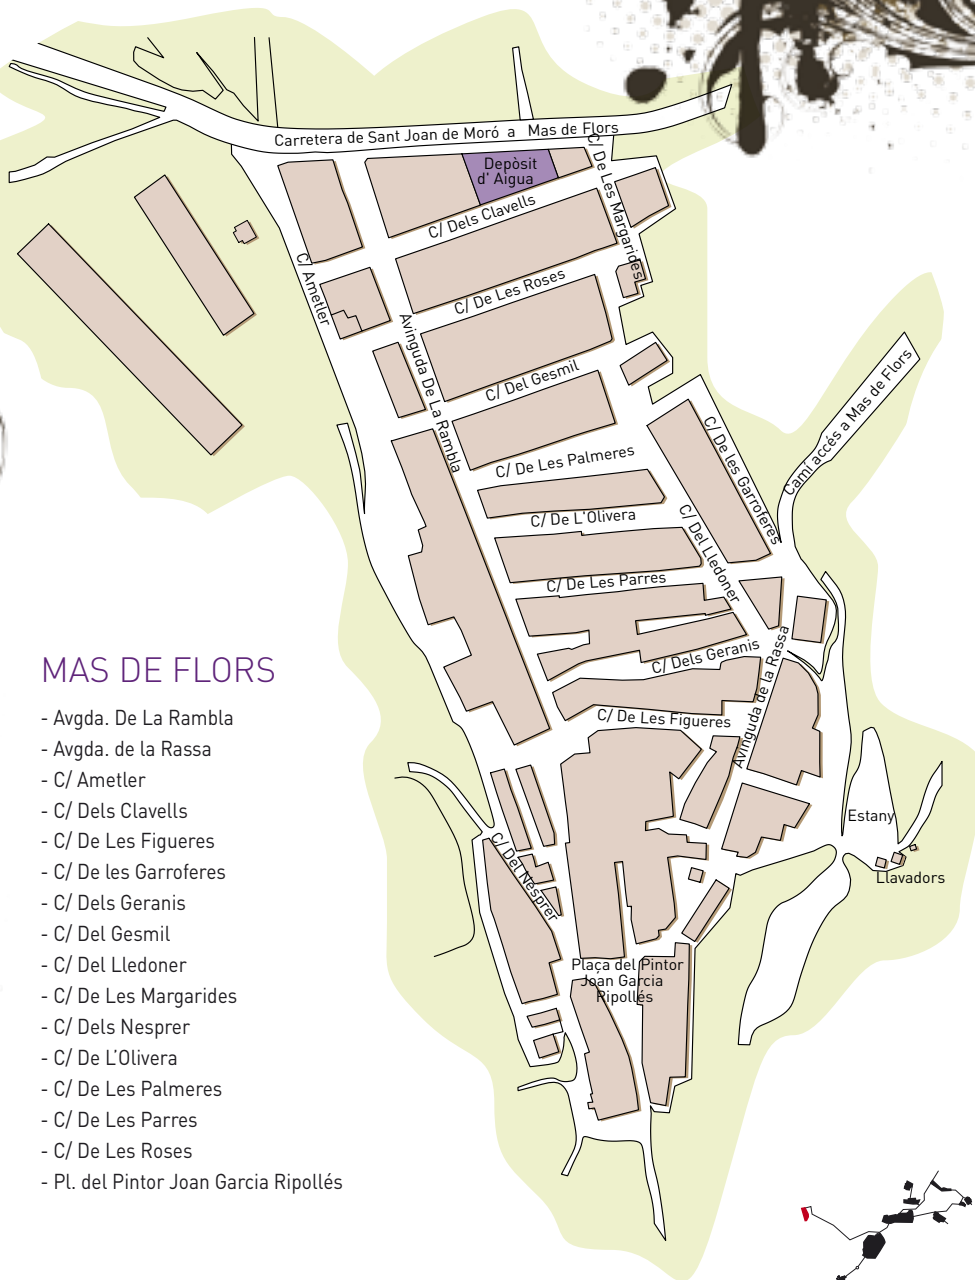 Carretera de Sant Joan de Moró a Mas de Flors
Depòsit
d' Aigua
C/ De Les Margarides
C/ Dels Clavells
C/ Ametler
C/ De Les Roses
Avinguda De La Rambla
C/ Del Gesmil
Camí accés a Mas de Flors
C/ De les Garroferes
C/ De Les Palmeres
C/ De L'Olivera
C/ Del Lledoner
C/ De Les Parres
C/ Dels Geranis
Avinguda de la Rassa
C/ De Les Figueres
Estany
Llavadors
C/ Del Nesprer
Plaça del Pintor
Joan Garcia
Ripollés
MAS DE FLORS
- Avgda. De La Rambla
- Avgda. de la Rassa
- C/ Ametler
- C/ Dels Clavells
- C/ De Les Figueres
- C/ De les Garroferes
- C/ Dels Geranis
- C/ Del Gesmil
- C/ Del Lledoner
- C/ De Les Margarides
- C/ Dels Nesprer
- C/ De L'Olivera
- C/ De Les Palmeres
- C/ De Les Parres
- C/ De Les Roses
- Pl. del Pintor Joan Garcia Ripollés